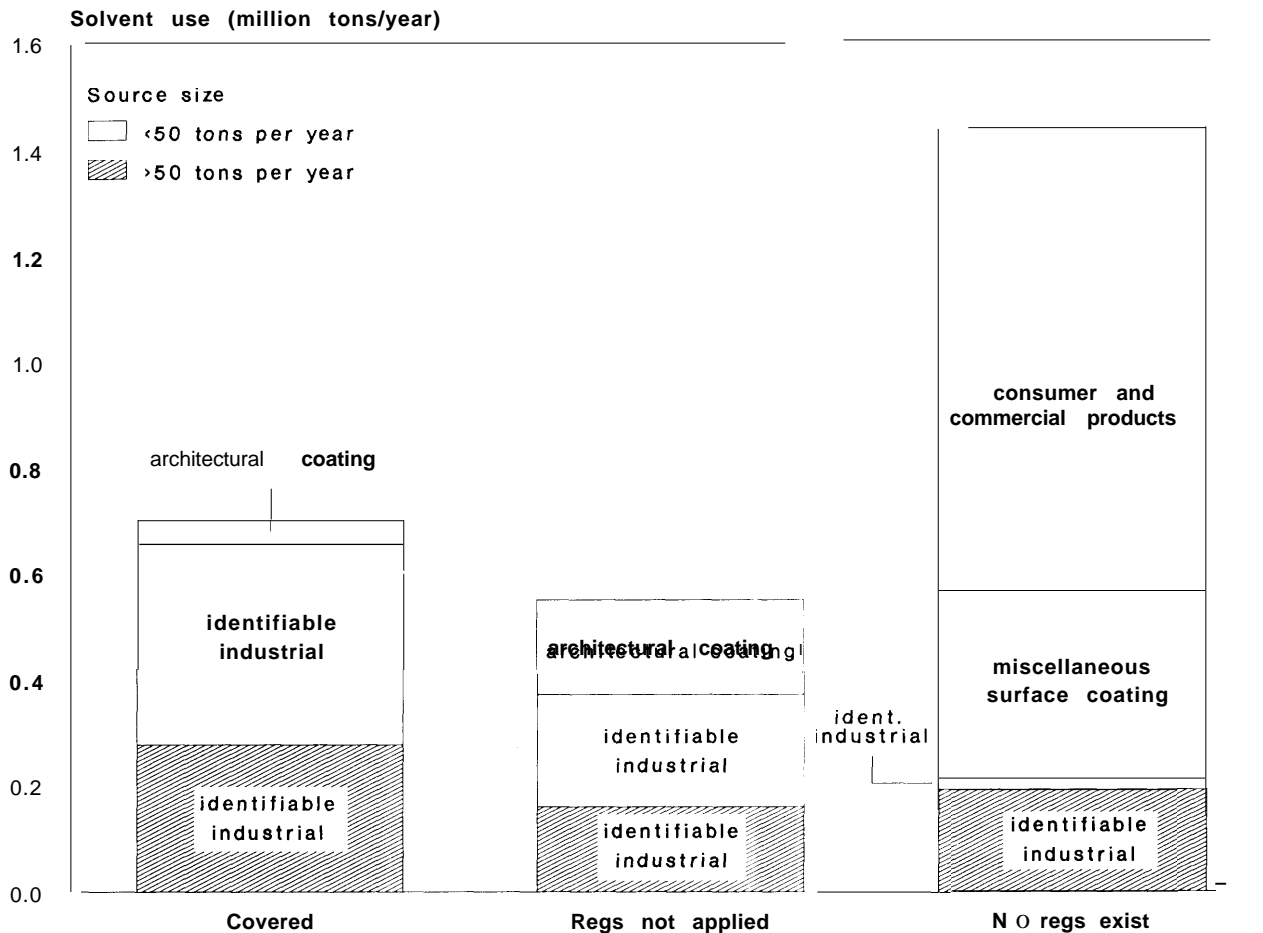 Solvent use (million tons/year)
1.6
Source size
<50 tons per year
1.4
>50 tons per year
1.2
1.0
consumer and
commercial products
0.8
architectural coating
0.6
identifiable
industrial
architectural coating
architectural coating
0.4
miscellaneous
surface coating
ident.
industrial
identifiable
industrial
0.2
identifiable
industrial
identifiable
industrial
identifiable
industrial
0.0
Covered
Regs not applied
No regs exist